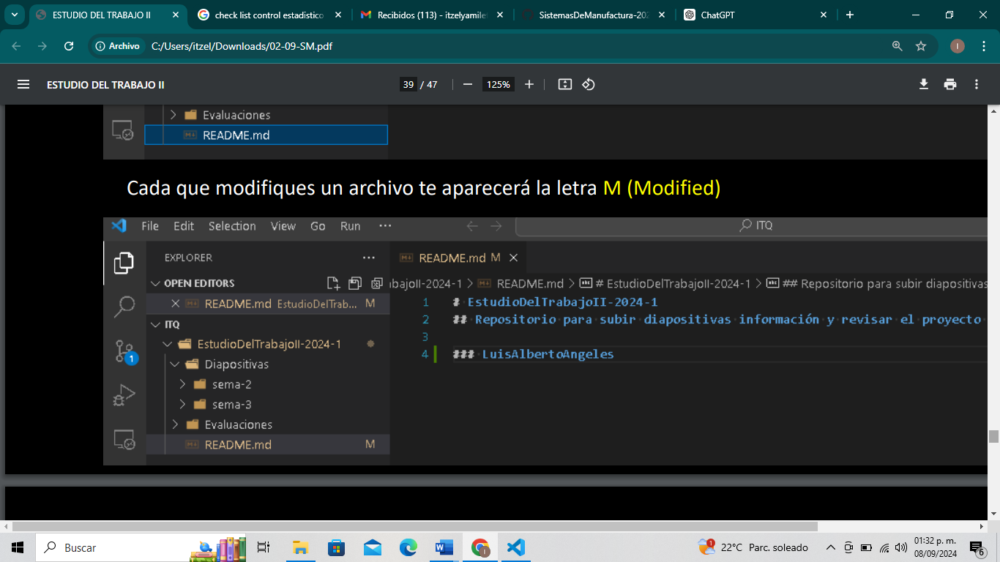 ESTUDIO DEL TRABAJO II
check list control estadístico
Recibidos (113) - itzelyamile
SistemasDeManufactura-202
ChatGPT
Archivo
C:/Users/itzel/Downloads/02-09-SM.pdf
I
ESTUDIO DEL TRABAJO II
39 / 47
125%
Evaluaciones
README.md
Cada que modifiques un archivo te aparecerá la letra M (Modified)
File Edit Selection View Go Run ···
ITQ
EXPLORER
README.md M
OPEN EDITORS
bajoII-2024-1 > README.md > # EstudioDelTrabajoII-2024-1 > ## Repositorio para subir diapositivas
README.md EstudioDelTrab... M
ITQ
EstudioDelTrabajoII-2024-1
Diapositivas
sema-2
sema-3
Evaluaciones
README.md M
1
1 # EstudioDelTrabajoII-2024-1
2 ## Repositorio para subir diapositivas información y revisar el proyecto
3
4 ### LuisAlbertoAngeles
Buscar
22°C Parc. soleado
01:32 p. m.
08/09/2024
6